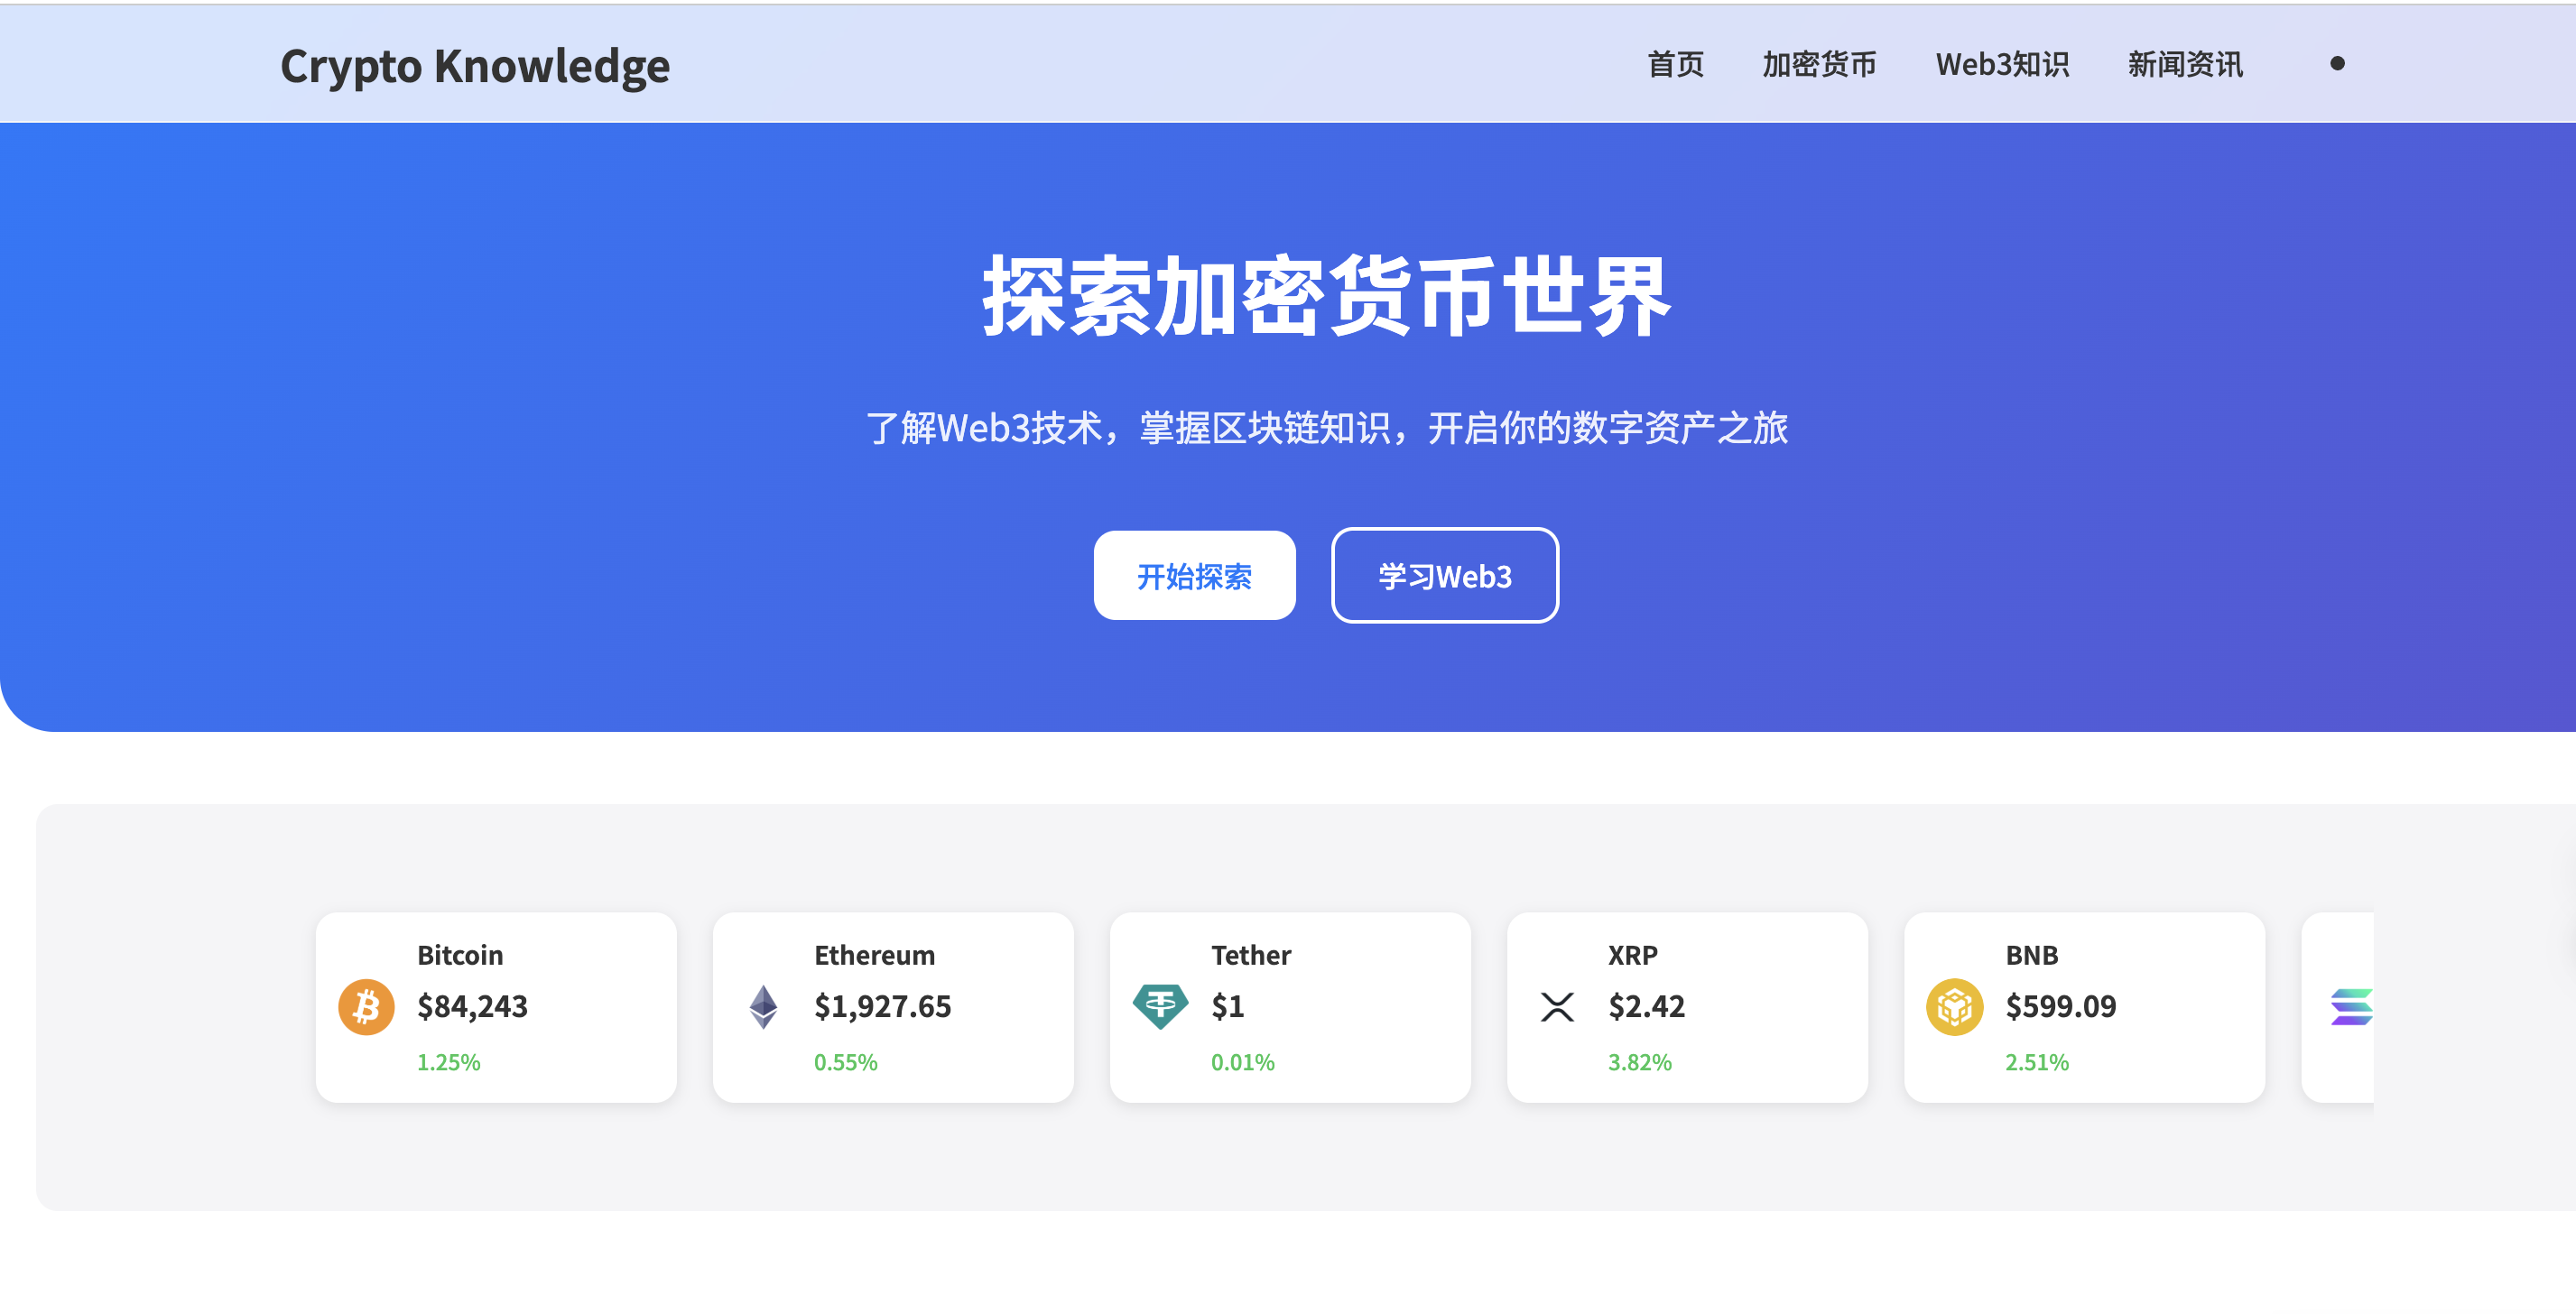 Crypto Knowledge
首页 加密货币 Web3知识 新闻资讯
探索加密货币世界
了解Web3技术，掌握区块链知识，开启你的数字资产之旅
开始探索 学习Web3
Bitcoin
$84,243
1.25%
Ethereum
$1,927.65
0.55%
Tether
$1
0.01%
XRP
$2.42
3.82%
BNB
$599.09
2.51%